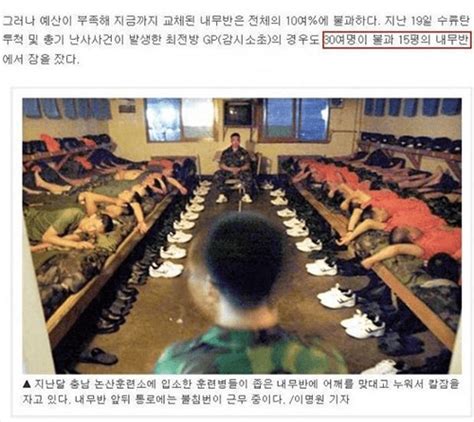 그러나 예산이 부족해 지금까지 교체된 내무반은 전체의 10여%에 불과하다. 지난 19일 수류탄
투척 및 총기 난사사건이 발생한 최전방 GP(감시소초)의 경우도 30여명이 불과 15평의 내무반
에서 잠을 잤다.
▲지난달 충남 논산훈련소에 입소한 훈련병들이 좁은 내무반에 어깨를 맞대고 누워서 칼잠을
자고 있다. 내무반 앞뒤 통로에는 불침번이 근무 중이다. /이명원 기자